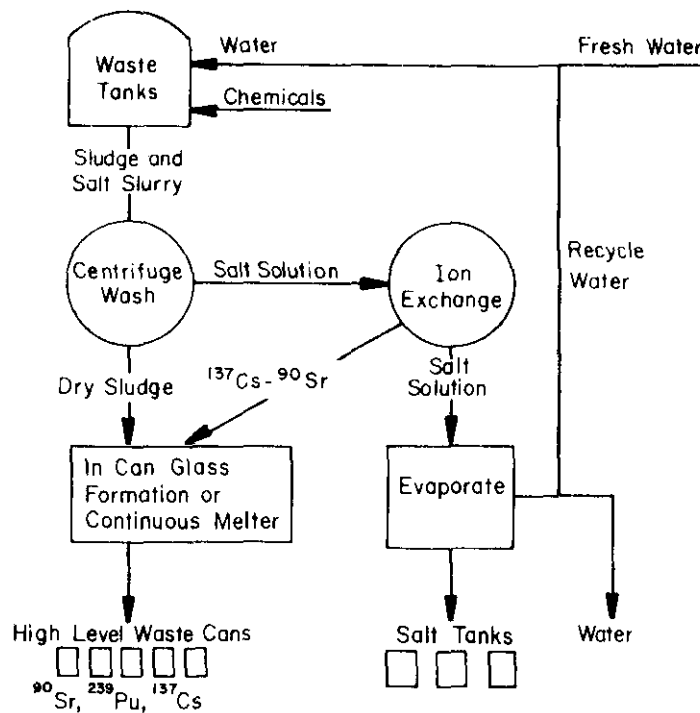 Water
Fresh Water
Waste
Tanks
Chemicals
Sludge and
Salt Slurry
Centrifuge
Wash
Salt Solution
Ion
Exchange
Recycle
Water
¹³⁷Cs-⁹⁰Sr
Dry Sludge
Salt
Solution
In Can Glass
Formation or
Continuous Melter
Evaporate
High Level Waste Cans
⁹⁰Sr, ²³⁹Pu, ¹³⁷Cs
Salt Tanks
Water